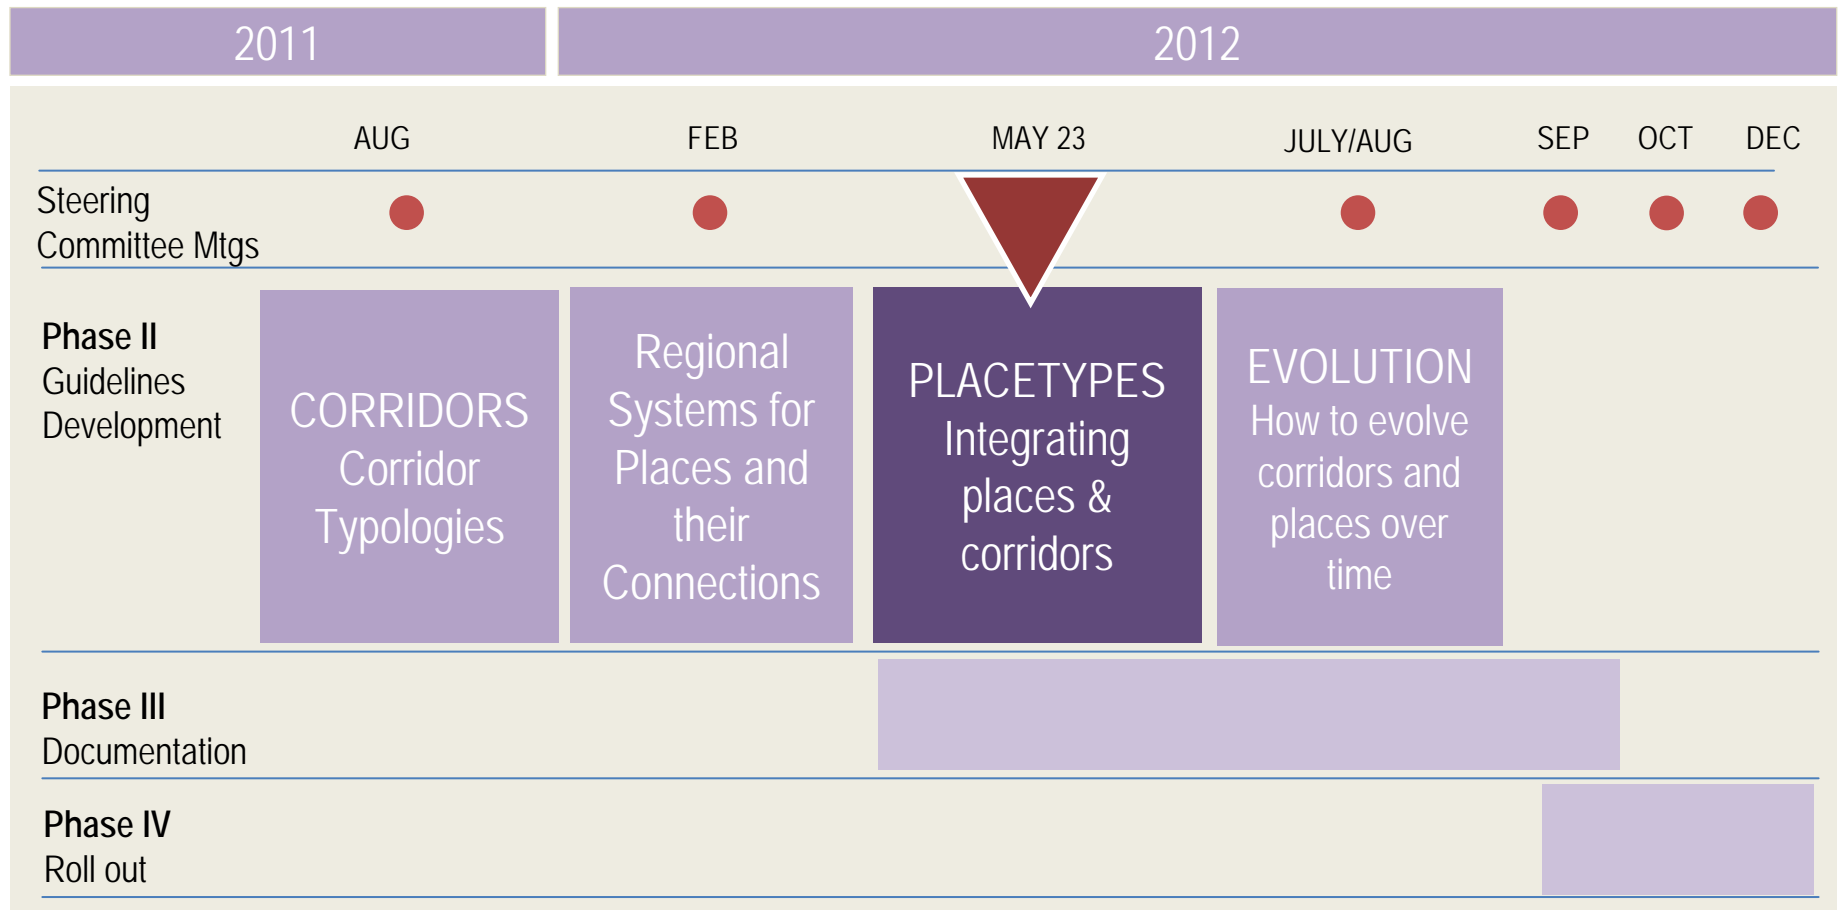 2011
2012
AUG
FEB
MAY 23
JULY/AUG
SEP
OCT
DEC
Steering
Committee Mtgs
Phase II
Guidelines
Development
CORRIDORS
Corridor
Typologies
Regional
Systems for
Places and
their
Connections
PLACETYPES
Integrating
places &
corridors
EVOLUTION
How to evolve
corridors and
places over
time
Phase III
Documentation
Phase IV
Roll out